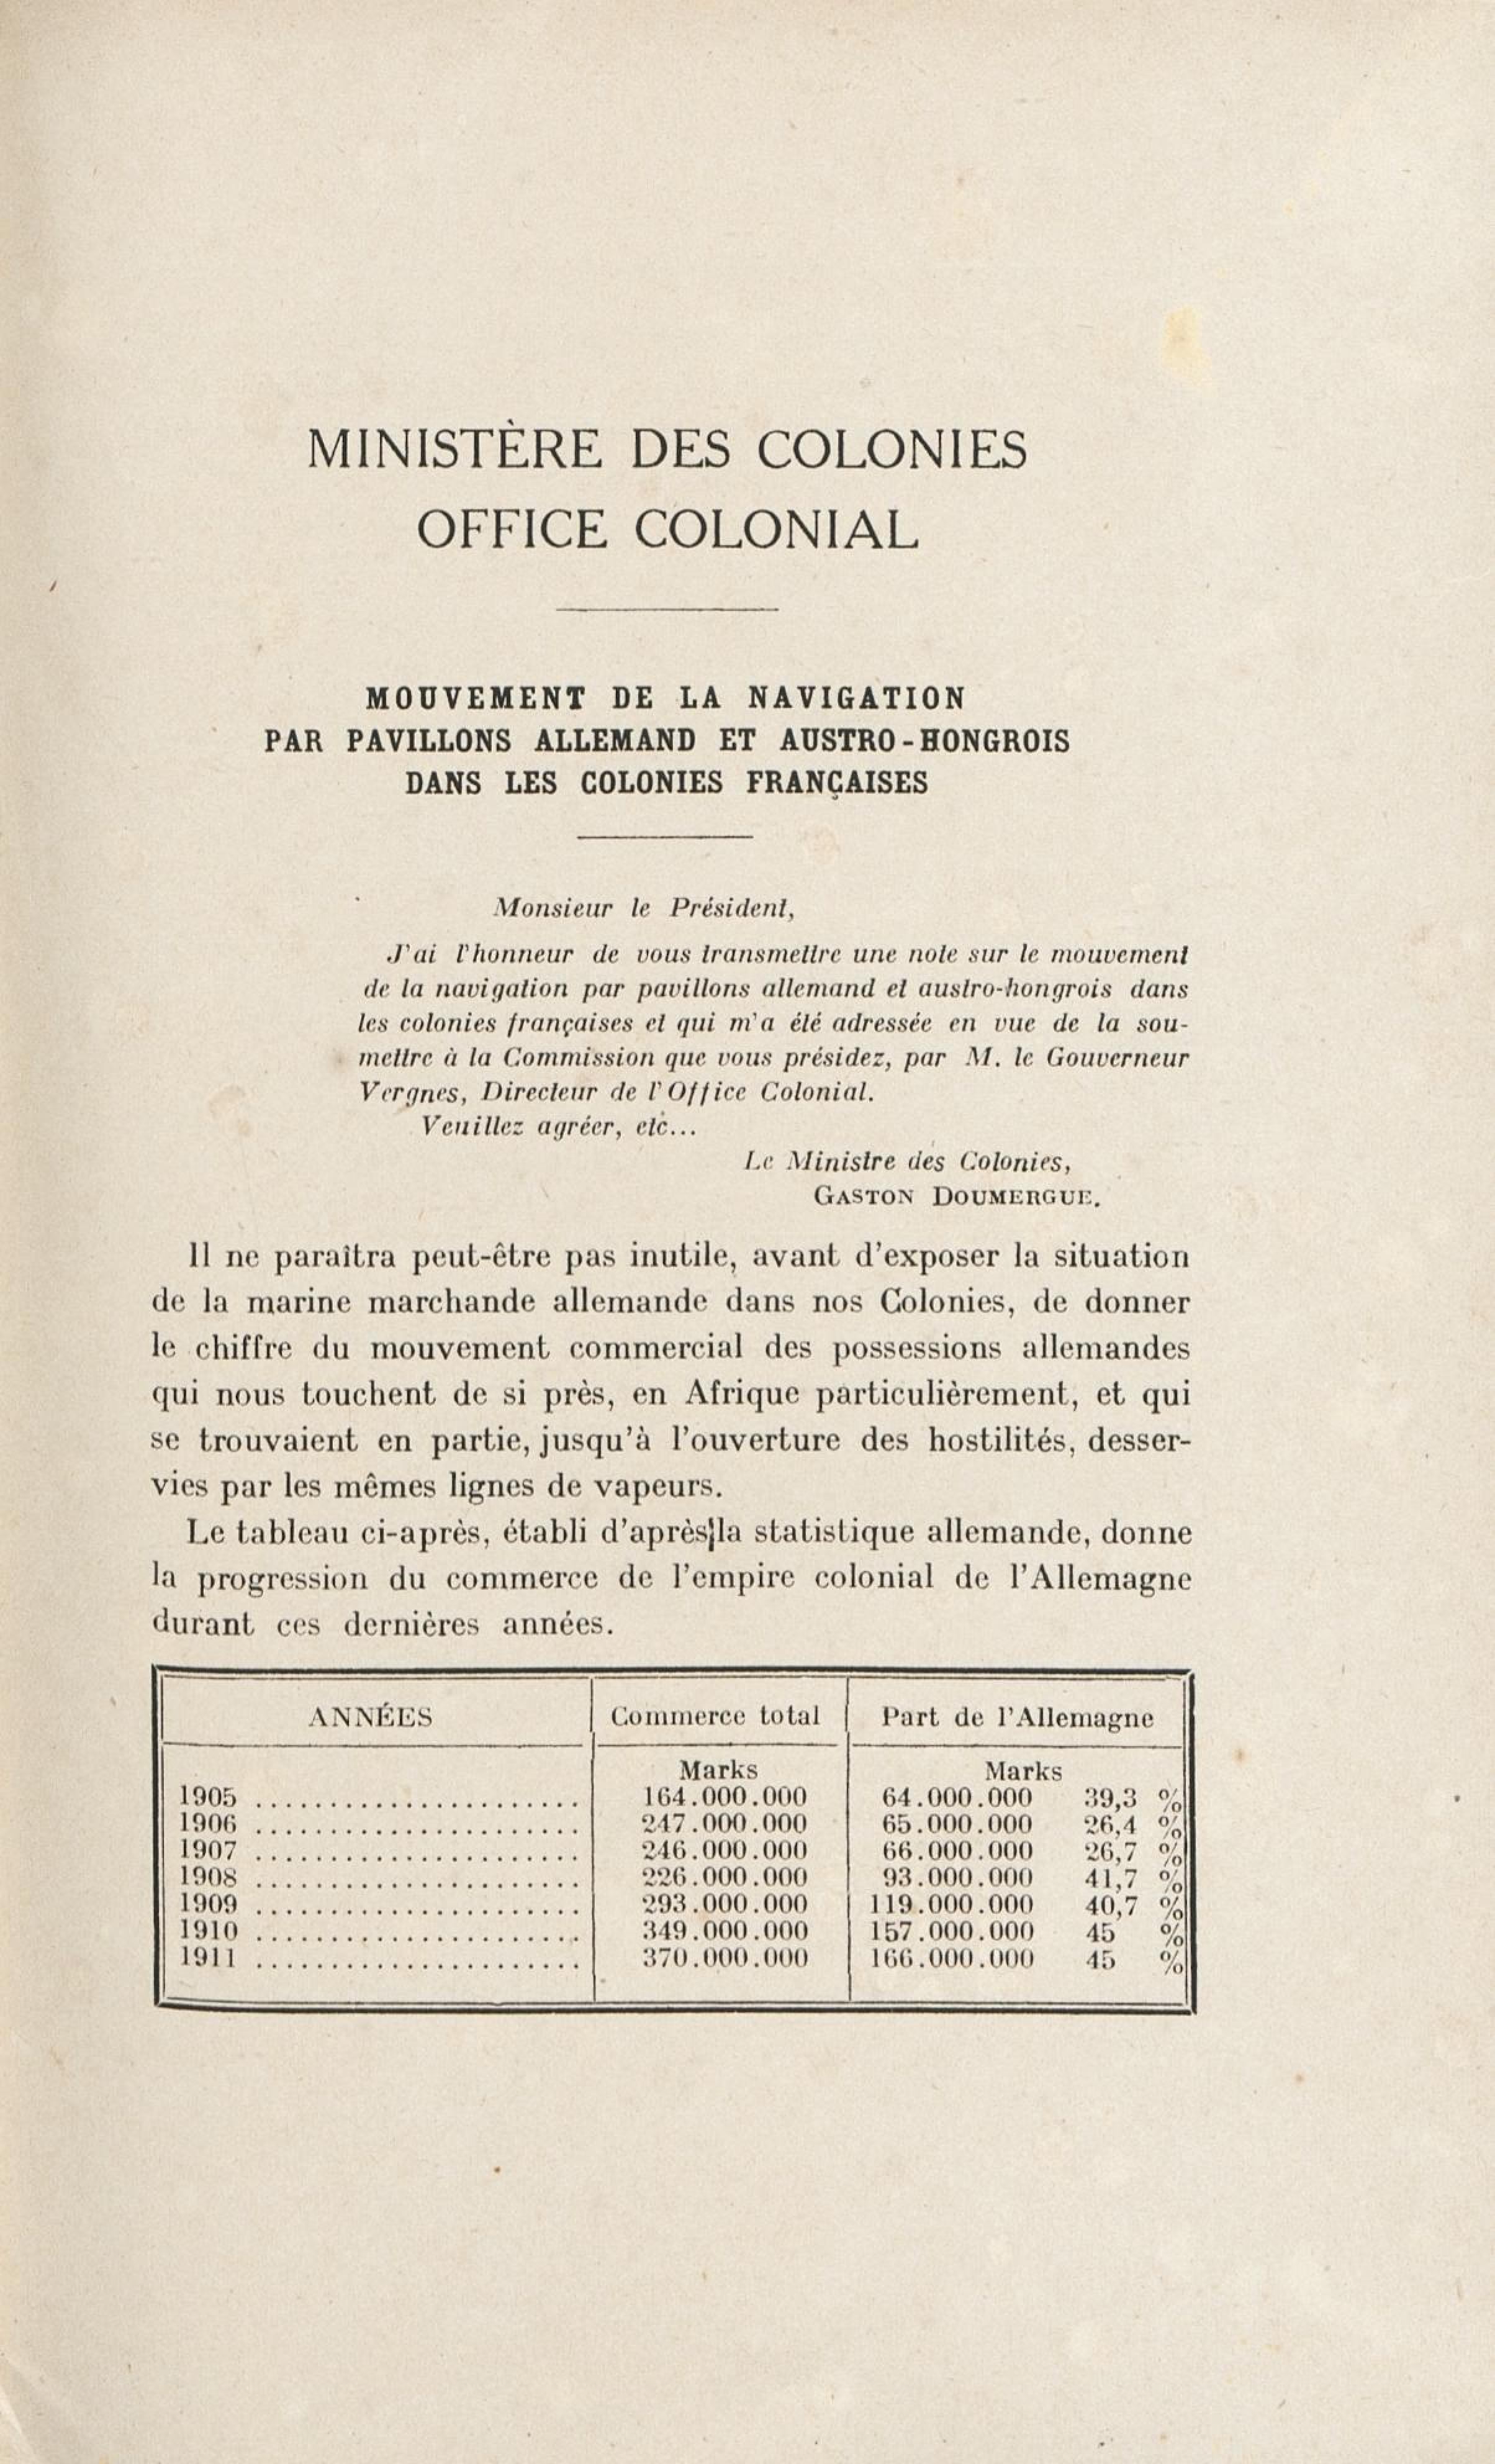 MINISTÈRE DES COLONIES
OFFICE COLONIAL
MOUVEMENT DE LA NAVIGATION
PAR PAVILLONS ALLEMAND ET AUSTRO-HONGROIS
DANS LES COLONIES FRANÇAISES
Monsieur le Président,
J'ai l'honneur de vous transmettre une note sur le mouvement
de la navigation par pavillons allemand et austro-hongrois dans
les colonies françaises et qui m'a été adressée en vue de la sou-
mettre à la Commission que vous présidez, par M. le Gouverneur
Vergnes, Directeur de l'Office Colonial.
Veuillez agréer, etc...
Le Ministre des Colonies,
GASTON DOUMERGUE.
Il ne paraîtra peut-être pas inutile, avant d'exposer la situation
de la marine marchande allemande dans nos Colonies, de donner
le chiffre du mouvement commercial des possessions allemandes
qui nous touchent de si près, en Afrique particulièrement, et qui
se trouvaient en partie, jusqu'à l'ouverture des hostilités, desser-
vies par les mêmes lignes de vapeurs.
Le tableau ci-après, établi d'après la statistique allemande, donne
la progression du commerce de l'empire colonial de l'Allemagne
durant ces dernières années.
ANNÉES Commerce total Part de l'Allemagne
Marks Marks
1905 ...................... 164.000.000 64.000.000 39,3 %
1906 ...................... 247.000.000 65.000.000 26,4 %
1907 ...................... 246.000.000 66.000.000 26,7 %
1908 ...................... 226.000.000 93.000.000 41,7 %
1909 ...................... 293.000.000 119.000.000 40,7 %
1910 ...................... 349.000.000 157.000.000 45 %
1911 ...................... 370.000.000 166.000.000 45 %